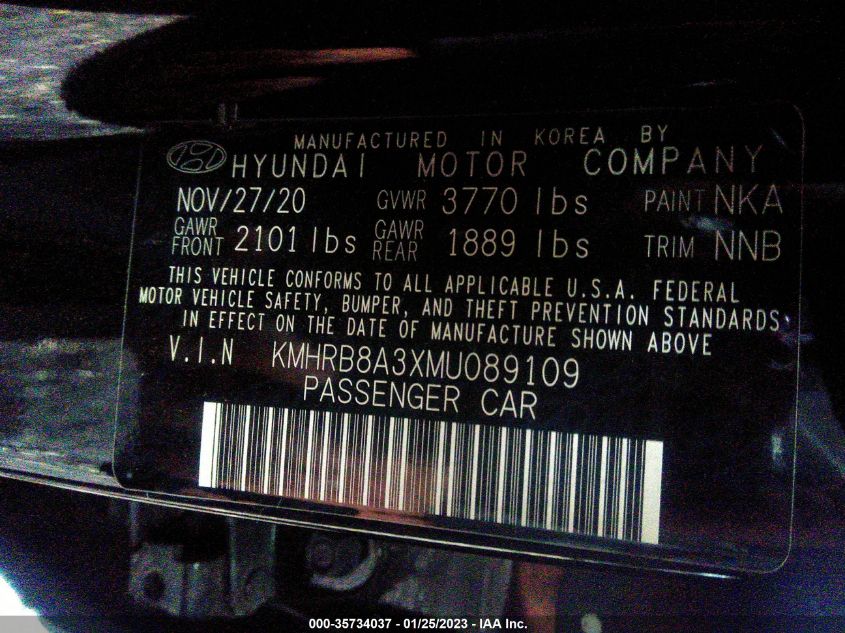 MANUFACTURED IN KOREA BY
HYUNDAI MOTOR COMPANY
NOV/27/20 GVWR 3770 lbs PAINT NKA
GAWR FRONT 2101 lbs GAWR REAR 1889 lbs TRIM NNB
THIS VEHICLE CONFORMS TO ALL APPLICABLE U.S.A. FEDERAL
MOTOR VEHICLE SAFETY, BUMPER, AND THEFT PREVENTION STANDARDS
IN EFFECT ON THE DATE OF MANUFACTURE SHOWN ABOVE
V.I.N KMHRB8A3XMU089109
PASSENGER CAR
000-35734037 - 01/25/2023 - IAA Inc.